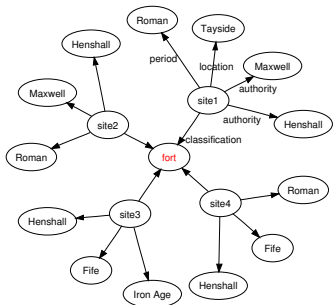 Roman
Tayside
Henshall
period
location
Maxwell
Maxwell
authority
site1
authority
Henshall
site2
classification
Roman
fort
Roman
site4
site3
Henshall
Fife
Fife
Henshall
Iron Age